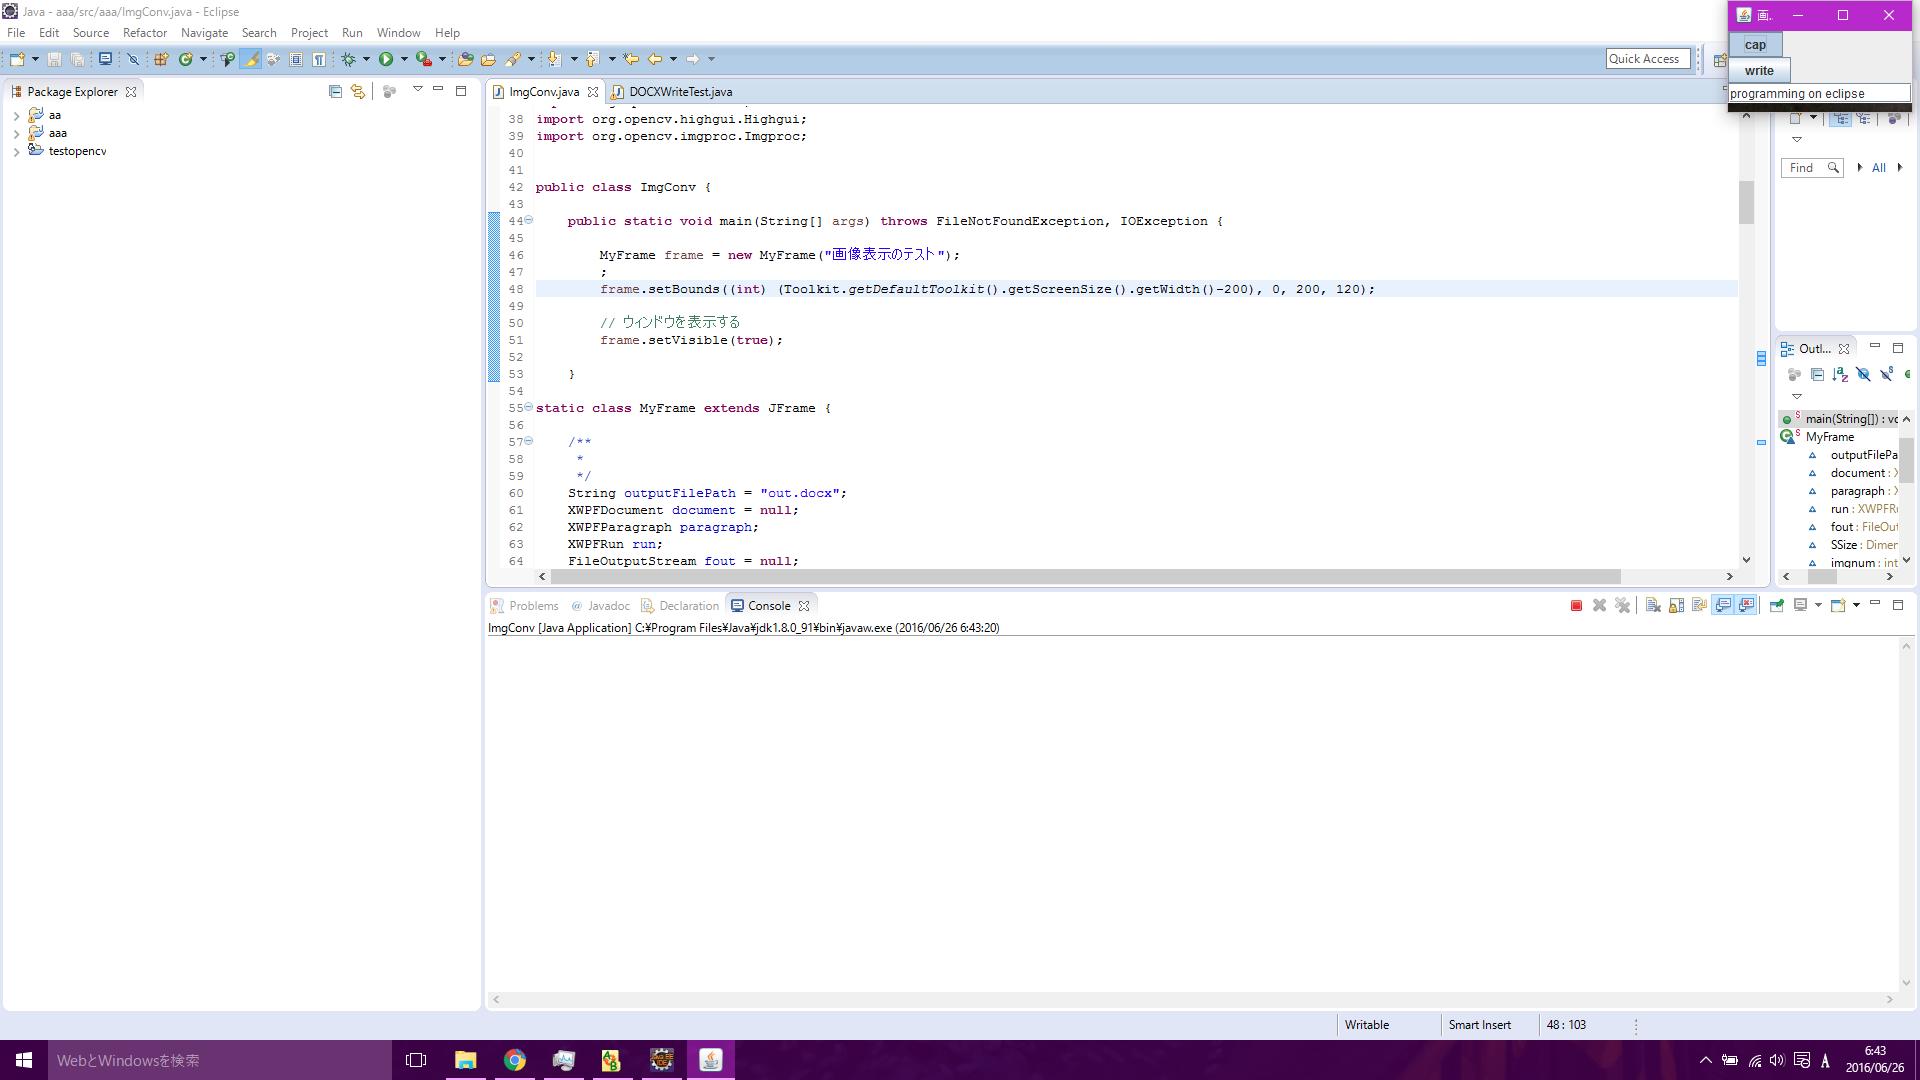 Java - aaa/src/aaa/ImgConv.java - Eclipse
File Edit Source Refactor Navigate Search Project Run Window Help
Quick Access
画..
cap
write
programming on eclipse
Package Explorer
aa
aaa
testopencv
ImgConv.java
DOCXWriteTest.java
38 import org.opencv.highgui.Highgui;
39 import org.opencv.imgproc.Imgproc;
40
41
42 public class ImgConv {
43
44 public static void main(String[] args) throws FileNotFoundException, IOException {
45
46 MyFrame frame = new MyFrame("画像表示のテスト");
47 ;
48 frame.setBounds((int) (Toolkit.getDefaultToolkit().getScreenSize().getWidth()-200), 0, 200, 120);
49
50 // ウィンドウを表示する
51 frame.setVisible(true);
52
53 }
54
55 static class MyFrame extends JFrame {
56
57 /**
58 *
59 */
60 String outputFilePath = "out.docx";
61 XWPFDocument document = null;
62 XWPFParagraph paragraph;
63 XWPFRun run;
64 FileOutputStream fout = null;
Find All
Outl...
main(String[]) : vo
MyFrame
outputFilePa
document : X
paragraph : X
run : XWPFRu
fout : FileOut
SSize : Dimer
imgnum : int
Problems Javadoc Declaration Console
ImgConv [Java Application] C:¥Program Files¥Java¥jdk1.8.0_91¥bin¥javaw.exe (2016/06/26 6:43:20)
Writable Smart Insert 48 : 103
WebとWindowsを検索
A
6:43
2016/06/26